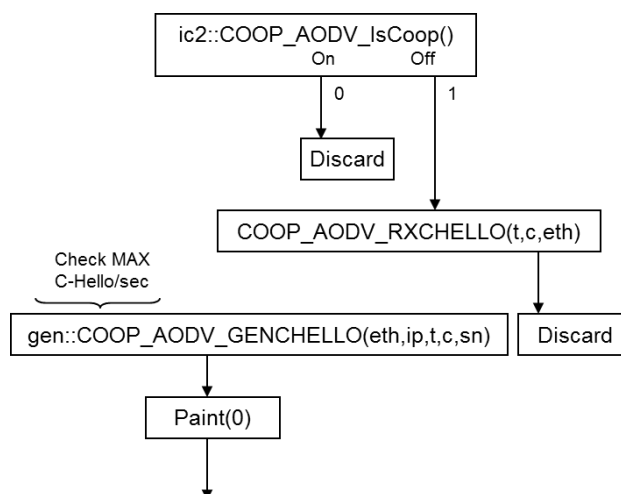 ic2::COOP_AODV_IsCoop()
On Off
0 1
Discard
COOP_AODV_RXCHELLO(t,c,eth)
Check MAX
C-Hello/sec
gen::COOP_AODV_GENCHELLO(eth,ip,t,c,sn)
Discard
Paint(0)